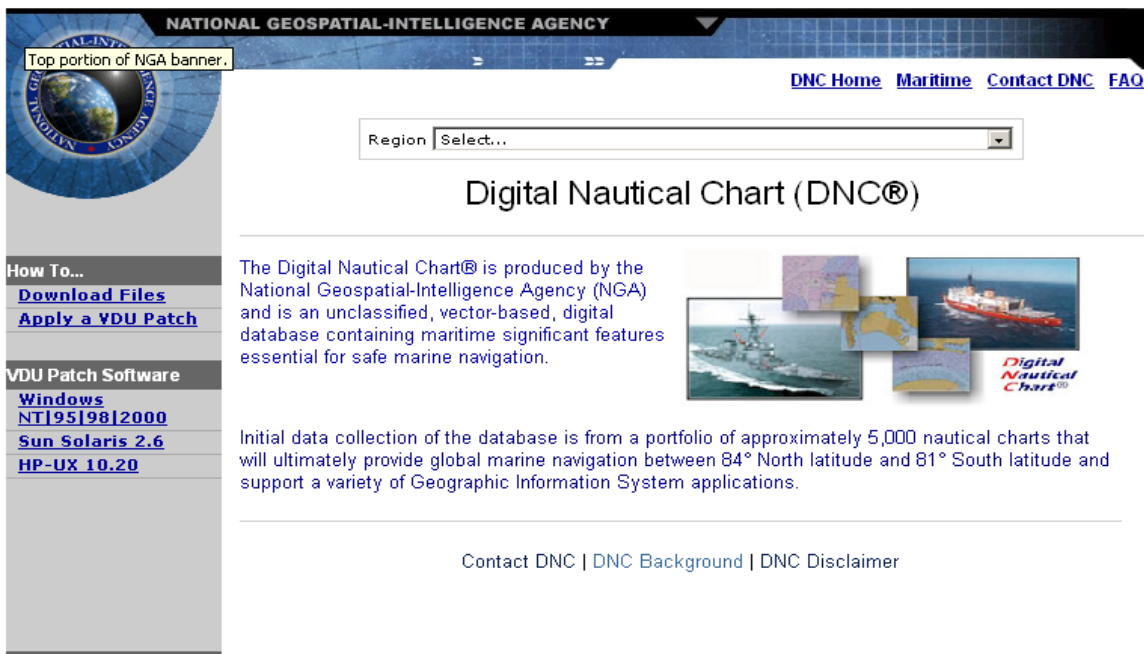 NATIONAL GEOSPATIAL-INTELLIGENCE AGENCY
Top portion of NGA banner.
DNC Home Maritime Contact DNC FAQ
Region Select...
Digital Nautical Chart (DNC®)
How To...
Download Files
Apply a VDU Patch
VDU Patch Software
Windows
NT|95|98|2000
Sun Solaris 2.6
HP-UX 10.20
The Digital Nautical Chart® is produced by the
National Geospatial-Intelligence Agency (NGA)
and is an unclassified, vector-based, digital
database containing maritime significant features
essential for safe marine navigation.
Digital
Nautical
Chart®
Initial data collection of the database is from a portfolio of approximately 5,000 nautical charts that
will ultimately provide global marine navigation between 84° North latitude and 81° South latitude and
support a variety of Geographic Information System applications.
Contact DNC | DNC Background | DNC Disclaimer